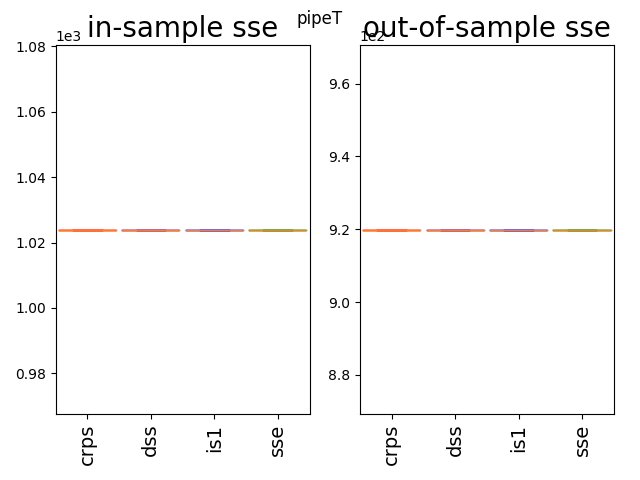 pipeT
in-sample sse
out-of-sample sse
1e3
1e2
1.08
1.06
1.04
1.02
1.00
0.98
9.6
9.4
9.2
9.0
8.8
crps
dss
is1
sse
crps
dss
is1
sse